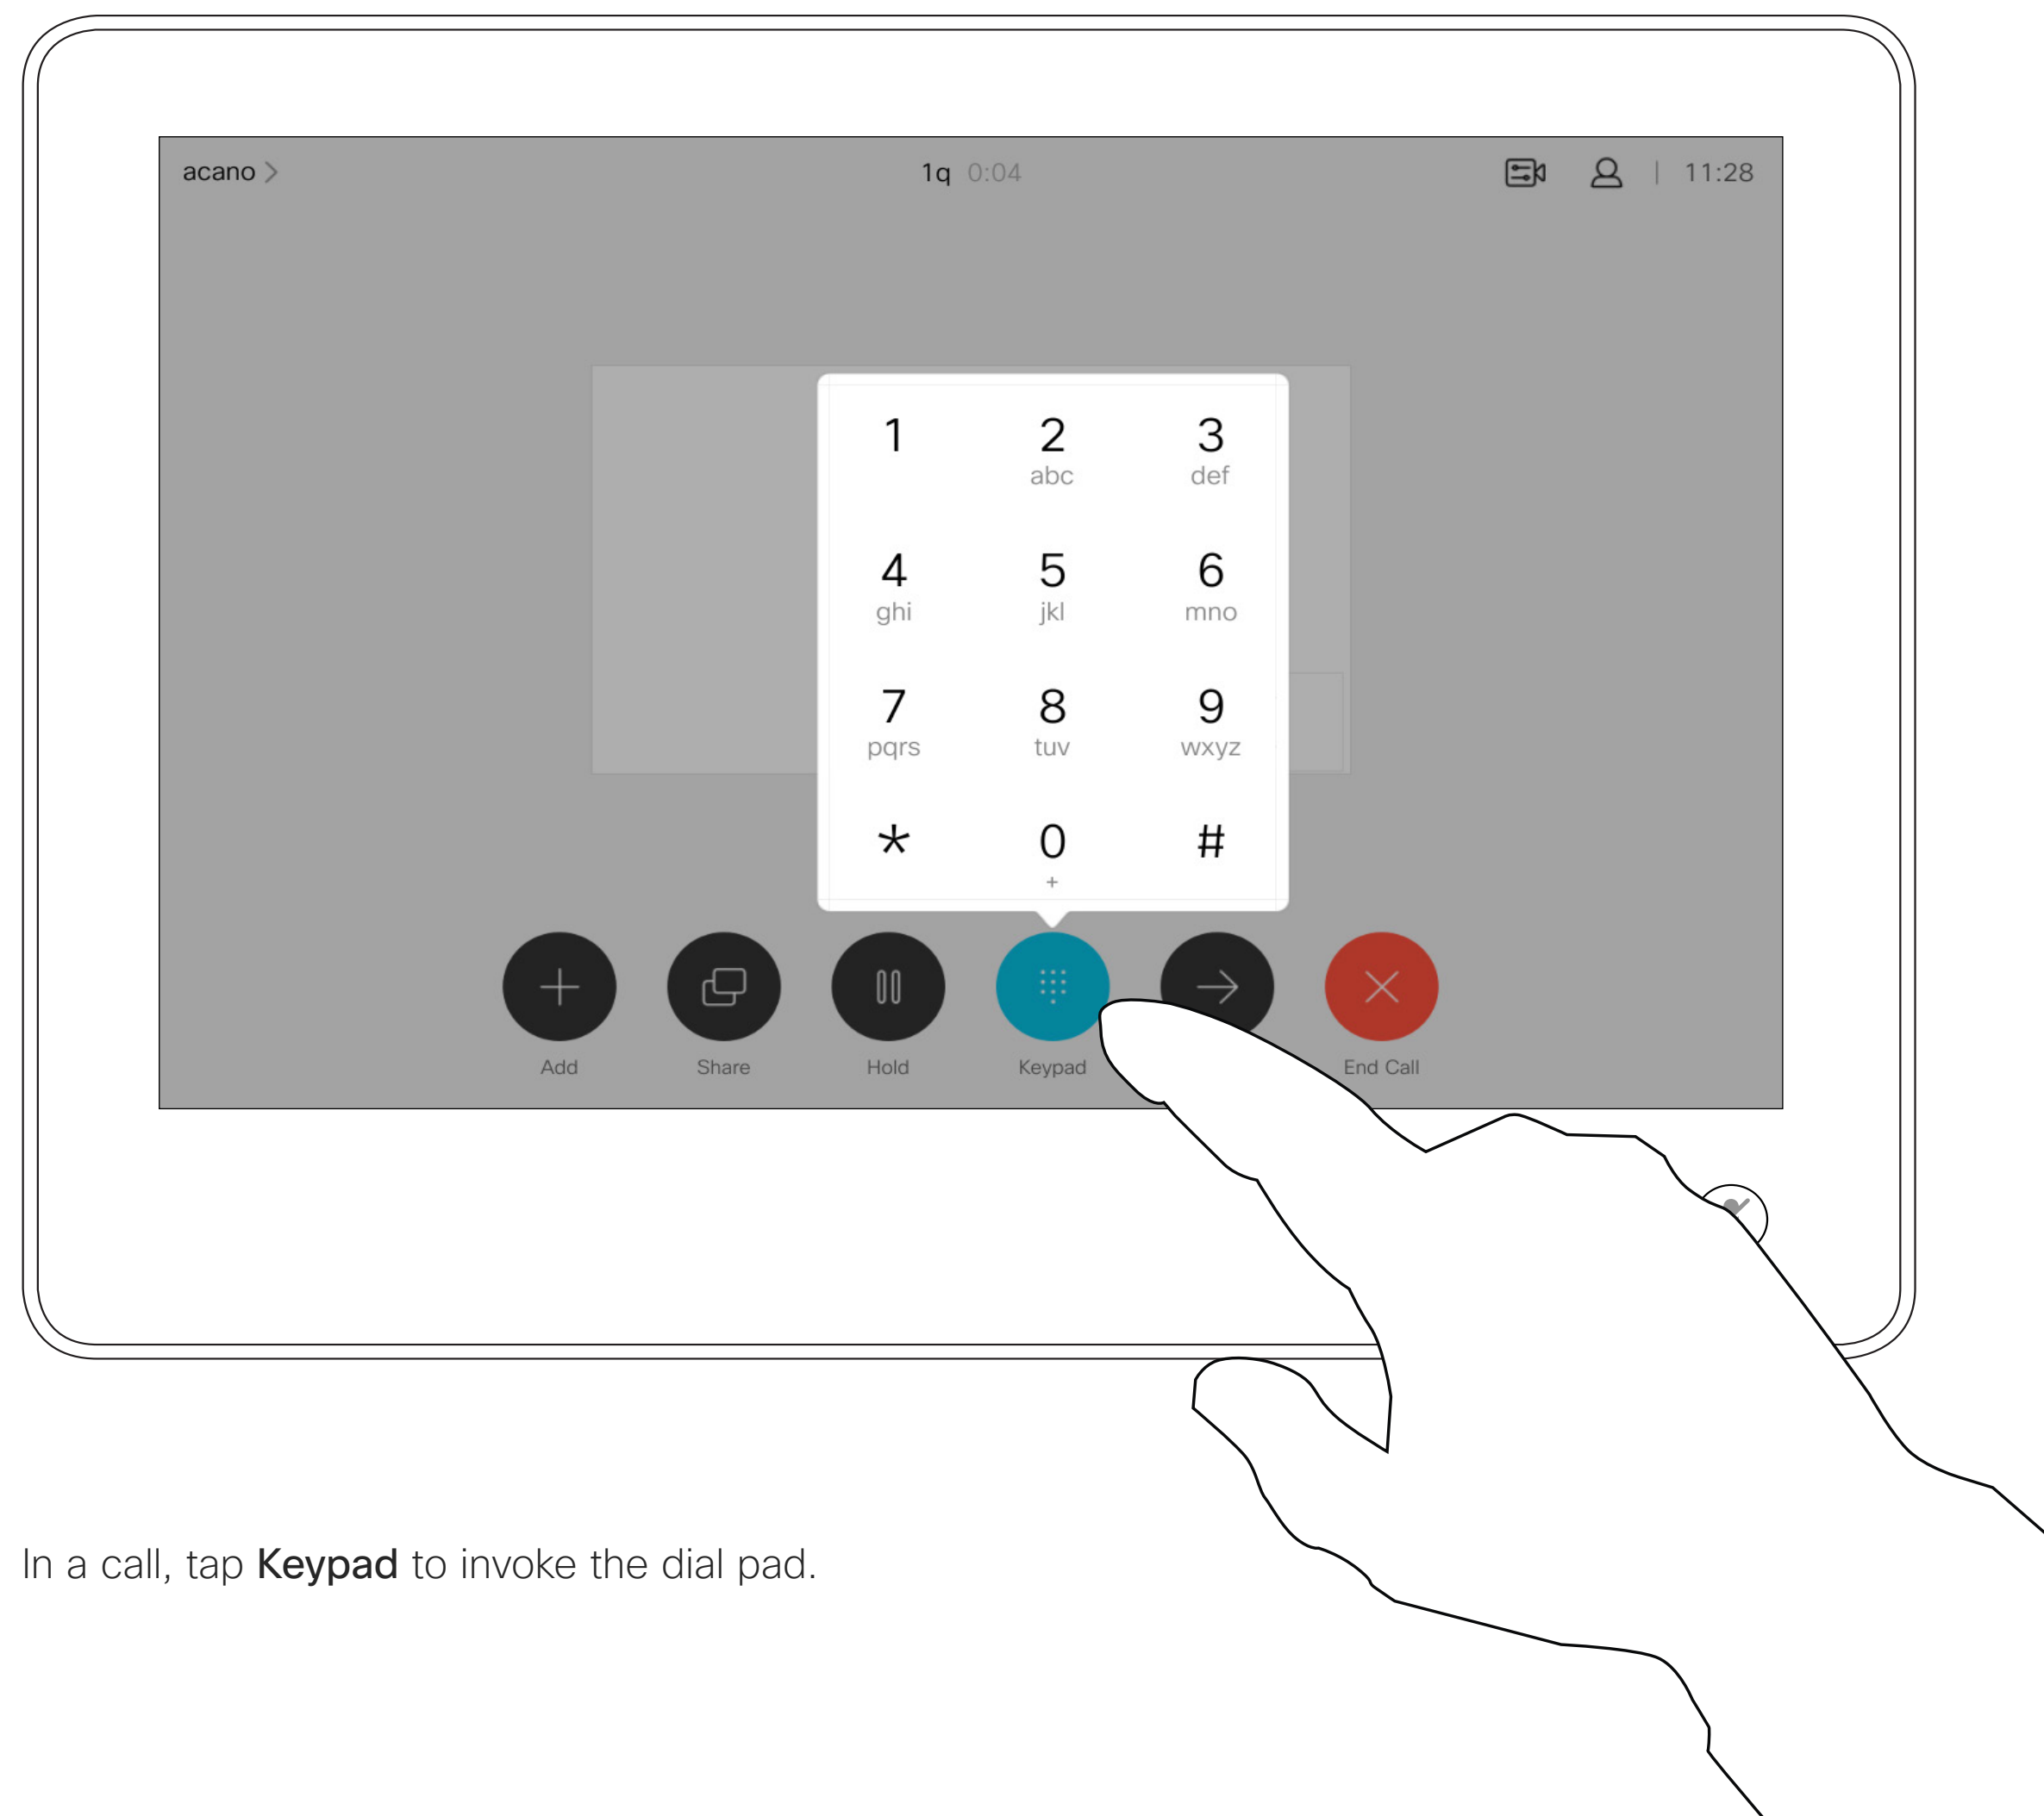 acano 1q 0:04 11:28
1 2 3
abc def
4 5 6
ghi jkl mno
7 8 9
pqrs tuv wxyz
* 0 #
+
Add Share Hold Keypad End Call
In a call, tap Keypad to invoke the dial pad.